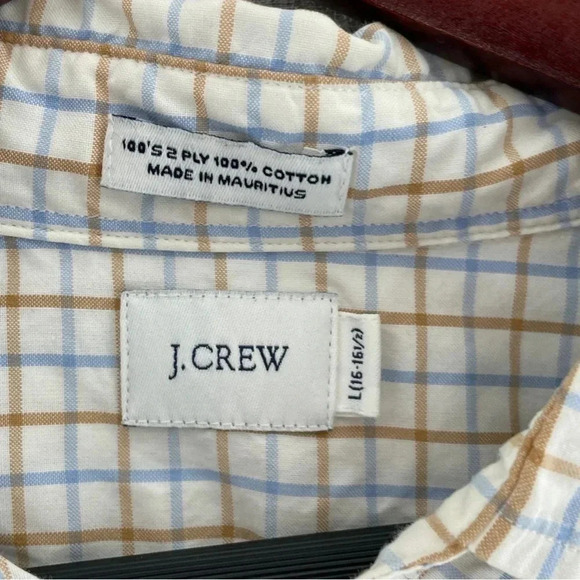 100'S 2 PLY 100% COTTON
MADE IN MAURITIUS
J.CREW
L(16-16½)